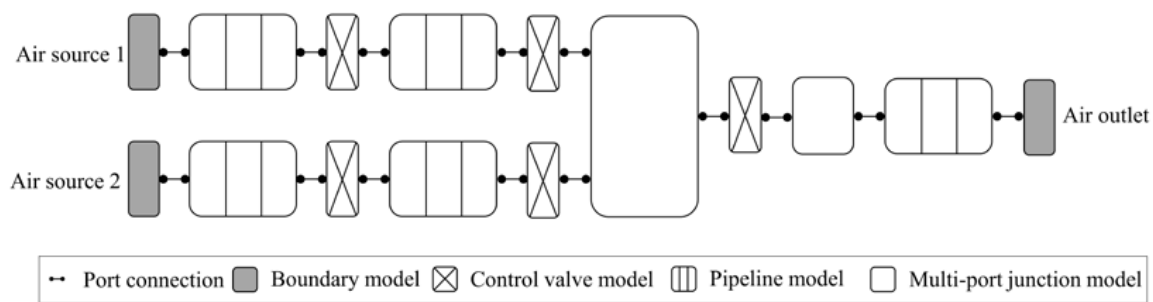 Air source 1
Air outlet
Air source 2
Port connection Boundary model Control valve model Pipeline model Multi-port junction model